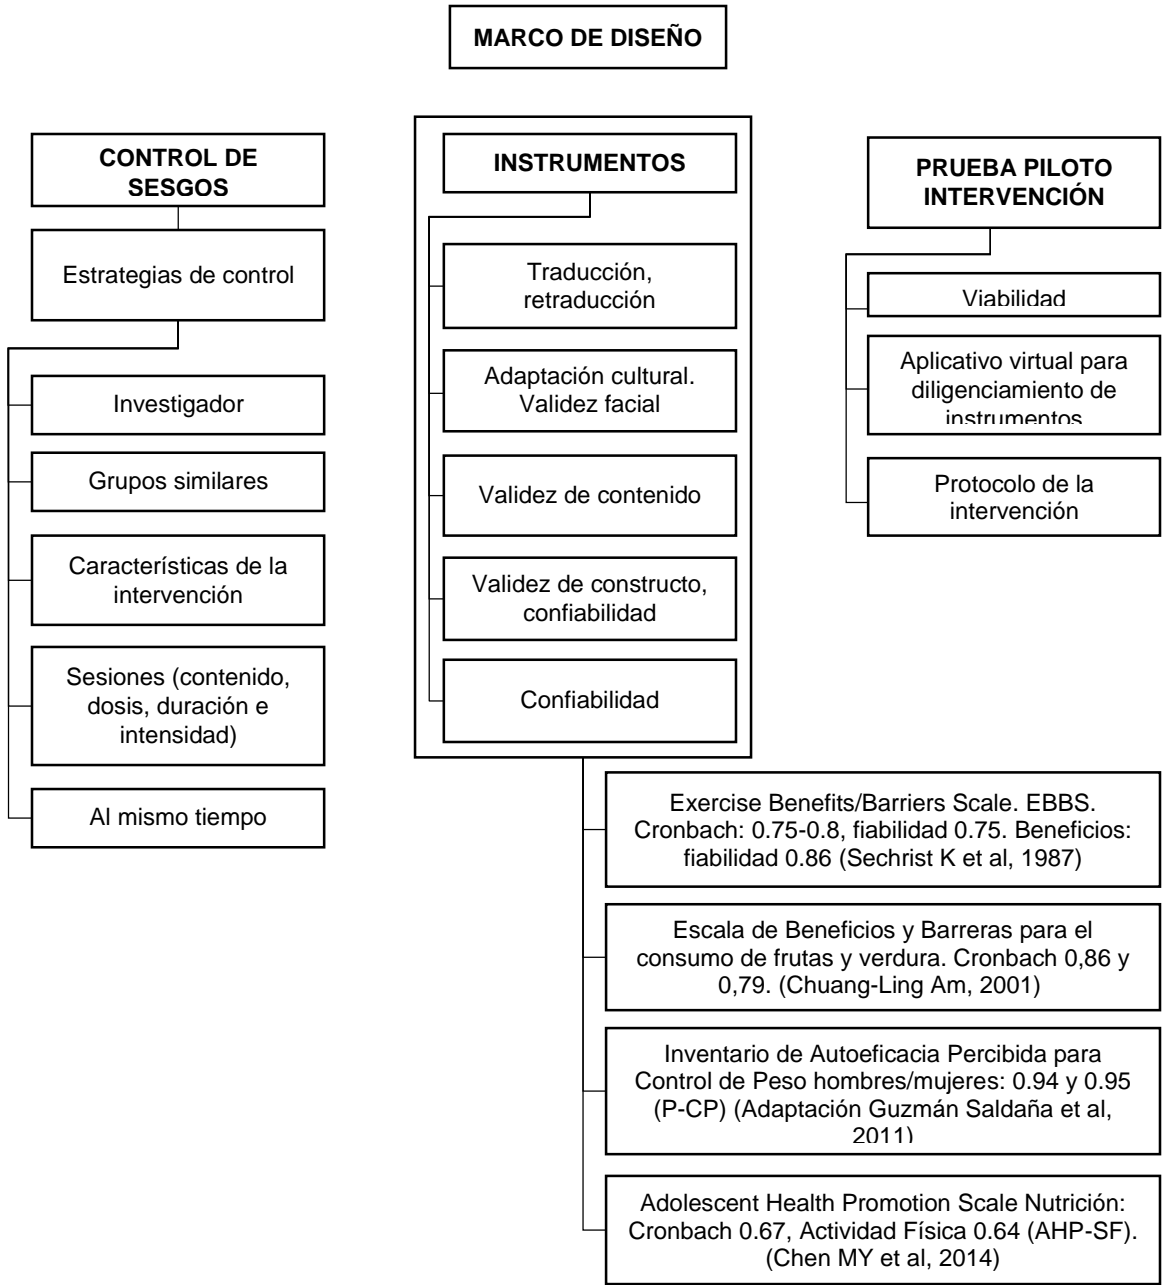 MARCO DE DISEÑO
CONTROL DE
SESGOS
Estrategias de control
Investigador
Grupos similares
Características de la
intervención
Sesiones (contenido,
dosis, duración e
intensidad)
Al mismo tiempo
INSTRUMENTOS
Traducción,
retraducción
Adaptación cultural.
Validez facial
Validez de contenido
Validez de constructo,
confiabilidad
Confiabilidad
PRUEBA PILOTO
INTERVENCIÓN
Viabilidad
Aplicativo virtual para
diligenciamiento de
instrumentos
Protocolo de la
intervención
Exercise Benefits/Barriers Scale. EBBS.
Cronbach: 0.75-0.8, fiabilidad 0.75. Beneficios:
fiabilidad 0.86 (Sechrist K et al, 1987)
Escala de Beneficios y Barreras para el
consumo de frutas y verdura. Cronbach 0,86 y
0,79. (Chuang-Ling Am, 2001)
Inventario de Autoeficacia Percibida para
Control de Peso hombres/mujeres: 0.94 y 0.95
(P-CP) (Adaptación Guzmán Saldaña et al,
2011)
Adolescent Health Promotion Scale Nutrición:
Cronbach 0.67, Actividad Física 0.64 (AHP-SF).
(Chen MY et al, 2014)